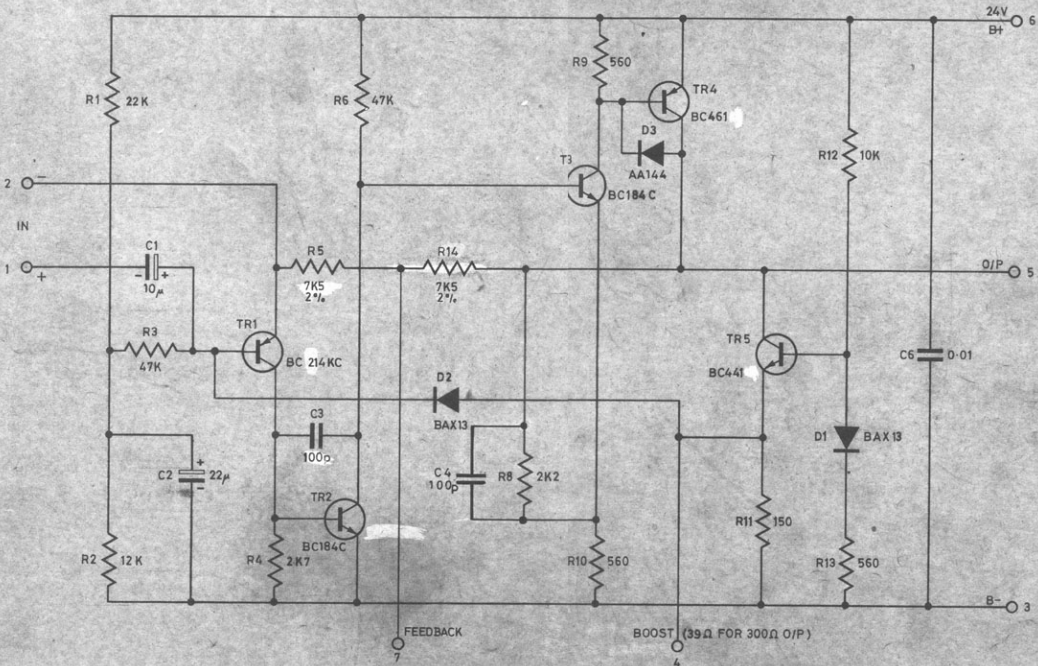 24V
B+
6
R1
22K
R6
47K
R9
560
TR4
BC461
D3
AA144
R12
10K
2
-
T3
BC184C
IN
C1
- +
10µ
1
+
R5
7K5
2%
R14
7K5
2%
O/P
5
R3
47K
TR1
BC 214KC
TR5
BC441
C6
0·01
D2
BAX13
D1
BAX13
C3
100p
C2
+
-
22µ
C4
100p
R8
2K2
TR2
BC184C
R11
150
R2
12K
R4
2K7
R10
560
R13
560
B-
3
FEEDBACK
7
BOOST (39Ω FOR 300Ω O/P)
4